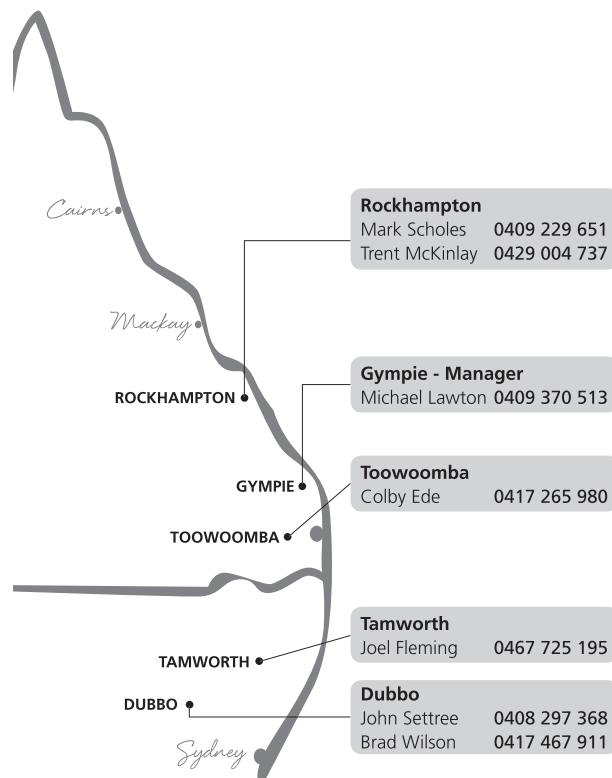 Cairns
Rockhampton
Mark Scholes 0409 229 651
Trent McKinlay 0429 004 737
Mackay
Gympie - Manager
Michael Lawton 0409 370 513
ROCKHAMPTON
Toowoomba
Colby Ede 0417 265 980
GYMPIE
TOOWOOMBA
Tamworth
Joel Fleming 0467 725 195
TAMWORTH
Dubbo
John Settree 0408 297 368
Brad Wilson 0417 467 911
DUBBO
Sydney